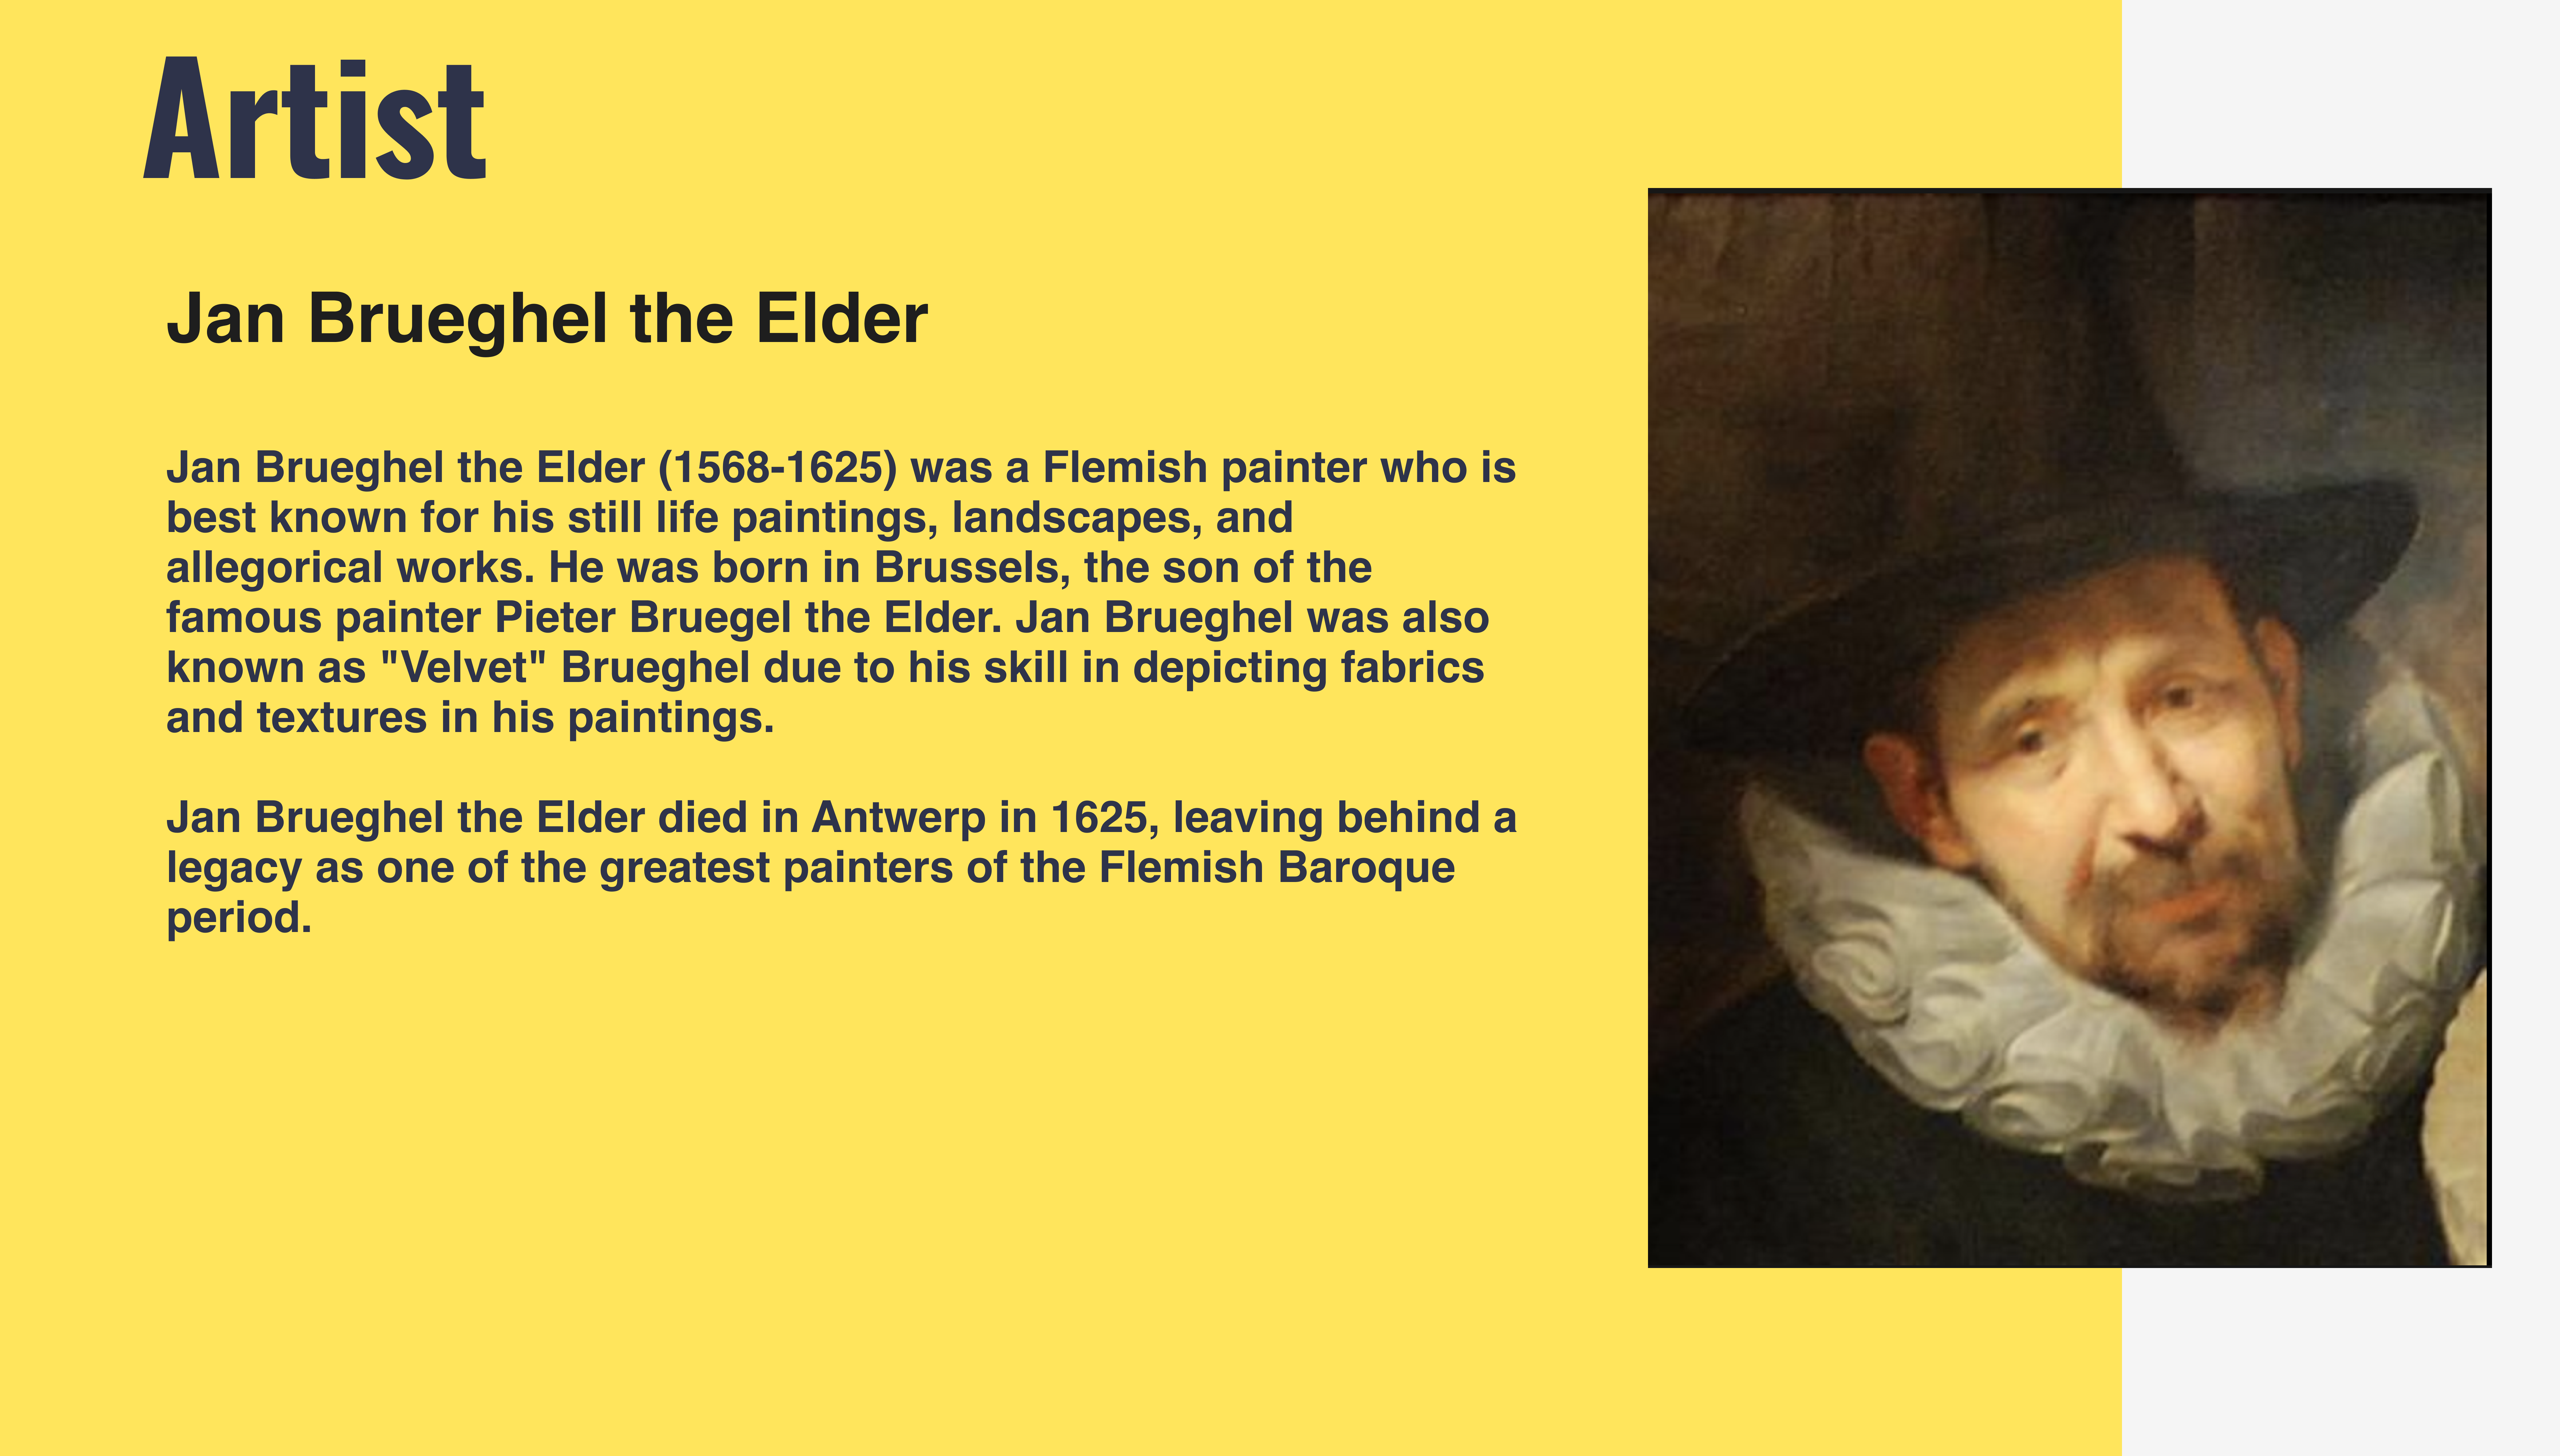 Artist
Jan Brueghel the Elder
Jan Brueghel the Elder (1568-1625) was a Flemish painter who is
best known for his still life paintings, landscapes, and
allegorical works. He was born in Brussels, the son of the
famous painter Pieter Bruegel the Elder. Jan Brueghel was also
known as "Velvet" Brueghel due to his skill in depicting fabrics
and textures in his paintings.
Jan Brueghel the Elder died in Antwerp in 1625, leaving behind a
legacy as one of the greatest painters of the Flemish Baroque
period.